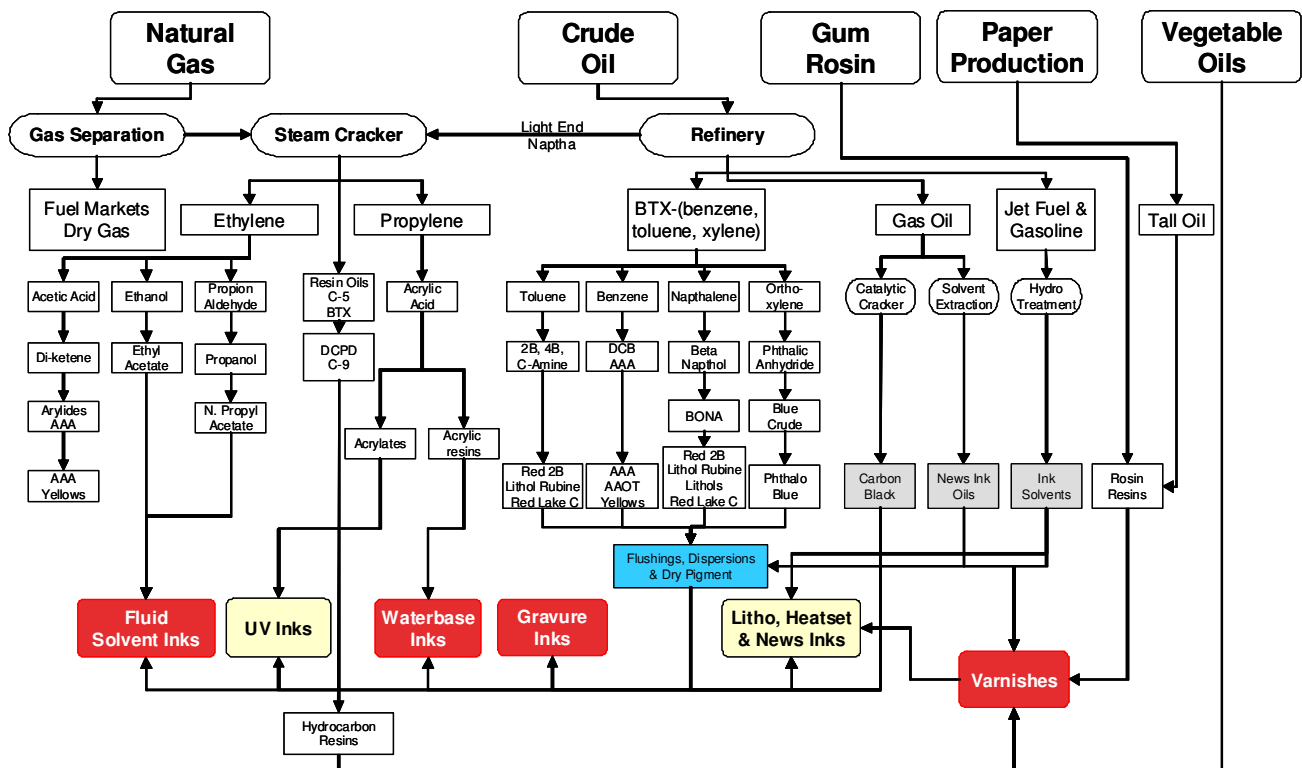 Natural
Gas
Crude
Oil
Gum
Rosin
Paper
Production
Vegetable
Oils
Gas Separation
Steam Cracker
Light End
Naptha
Refinery
Fuel Markets
Dry Gas
Ethylene
Propylene
BTX-(benzene,
toluene, xylene)
Gas Oil
Jet Fuel &
Gasoline
Tall Oil
Acetic Acid
Ethanol
Propion
Aldehyde
Resin Oils
C-5
BTX
Acrylic
Acid
Toluene
Benzene
Napthalene
Ortho-
xylene
Catalytic
Cracker
Solvent
Extraction
Hydro
Treatment
Di-ketene
Ethyl
Acetate
Propanol
DCPD
C-9
2B, 4B,
C-Amine
DCB
AAA
Beta
Napthol
Phthalic
Anhydride
Arylides
AAA
N. Propyl
Acetate
BONA
Blue
Crude
Acrylates
Acrylic
resins
AAA
Yellows
Red 2B
Lithol Rubine
Red Lake C
AAA
AAOT
Yellows
Red 2B
Lithol Rubine
Lithols
Red Lake C
Phthalo
Blue
Carbon
Black
News Ink
Oils
Ink
Solvents
Rosin
Resins
Flushings, Dispersions
& Dry Pigment
Fluid
Solvent Inks
UV Inks
Waterbase
Inks
Gravure
Inks
Litho, Heatset
& News Inks
Varnishes
Hydrocarbon
Resins